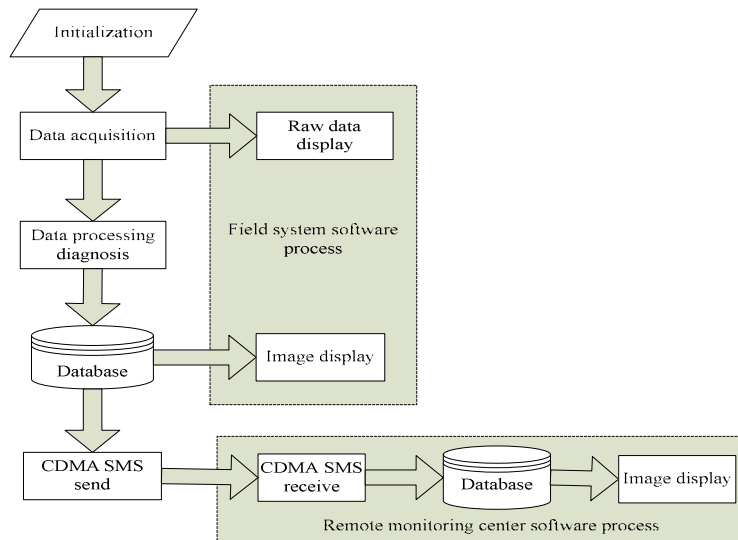 Initialization
Data acquisition
Raw data
display
Data processing
diagnosis
Field system software
process
Database
Image display
CDMA SMS
send
CDMA SMS
receive
Database
Image display
Remote monitoring center software process